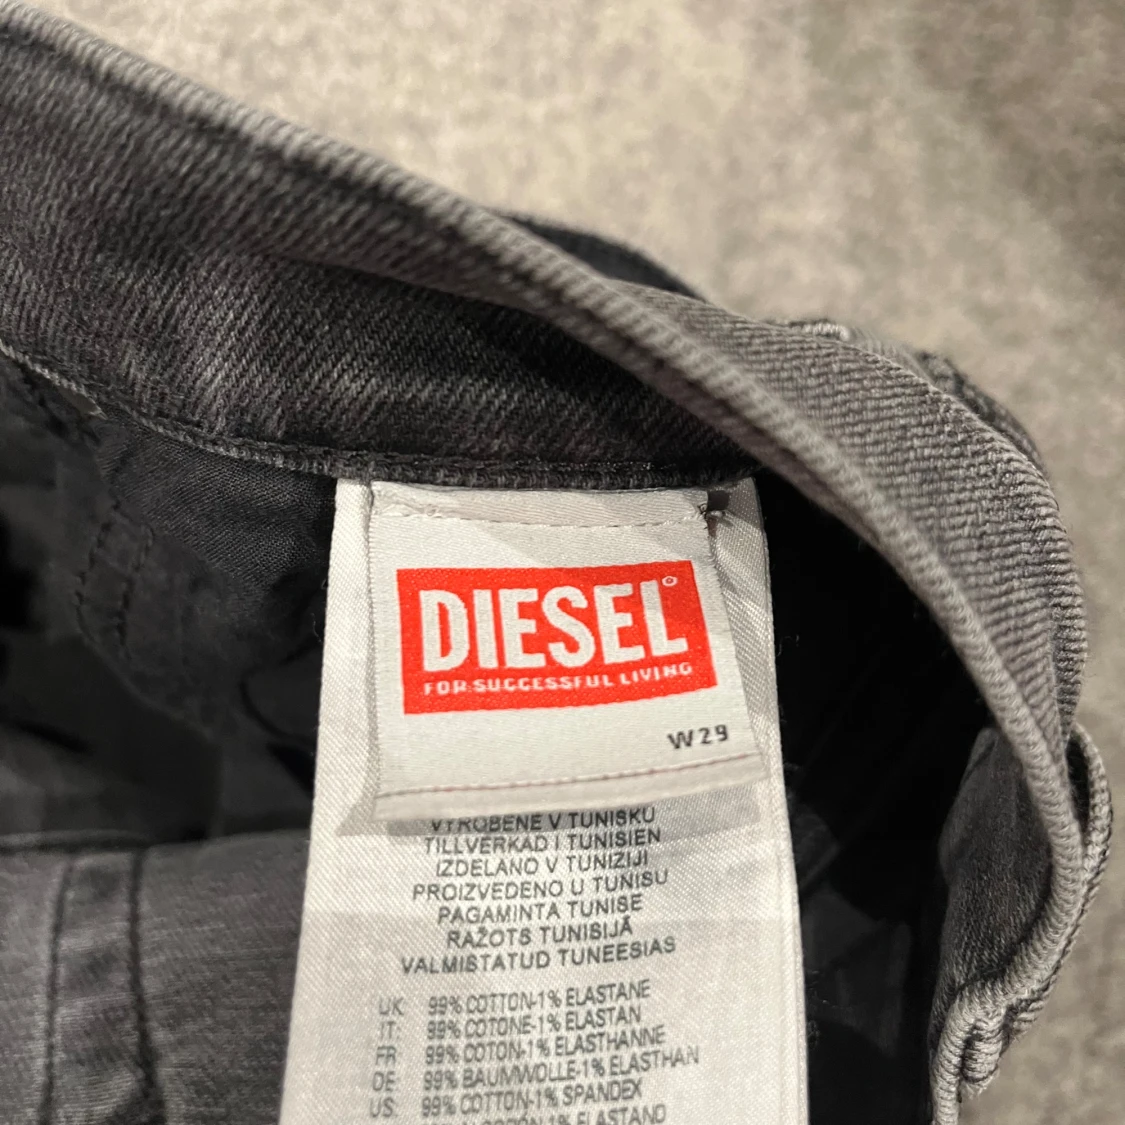 DIESEL
FOR SUCCESSFUL LIVING
W29
VYROBENE V TUNISKU
TILLVERKAD I TUNISIEN
IZDELANO V TUNIZIJI
PROIZVEDENO U TUNISU
PAGAMINTA TUNISE
RAŽOTS TUNISIJĀ
VALMISTATUD TUNEESIAS
UK: 99% COTTON-1% ELASTANE
IT: 99% COTONE-1% ELASTAN
FR 99% COTON-1% ELASTHANNE
DE: 99% BAUMWOLLE-1% ELASTHAN
US: 99% COTTON-1% SPANDEX